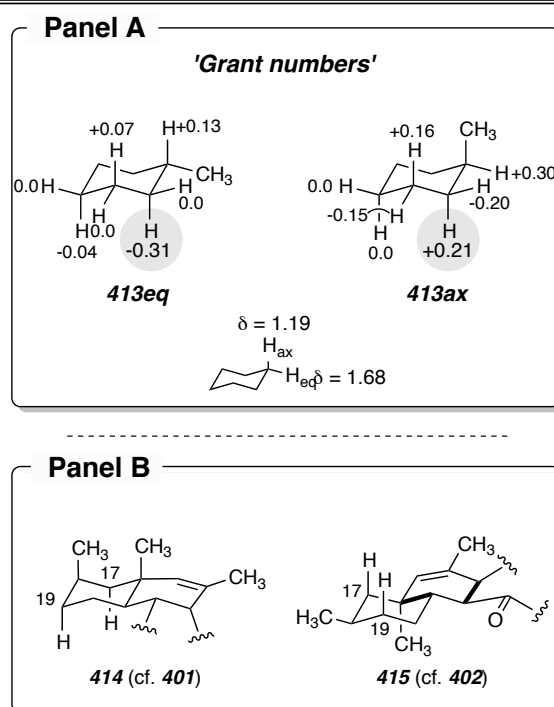 Panel A
'Grant numbers'
+0.07 H H +0.13 CH3
0.0 H H 0.0
H H 0.0 H
-0.04 -0.31
413eq
+0.16 H CH3
H +0.30
0.0 H H -0.20
-0.15 H H H
0.0 +0.21
413ax
δ = 1.19
Hax
Heq δ = 1.68
Panel B
CH3 CH3
17
19 CH3
H H
414 (cf. 401)
H H CH3
17
H3C 19 O
CH3
415 (cf. 402)